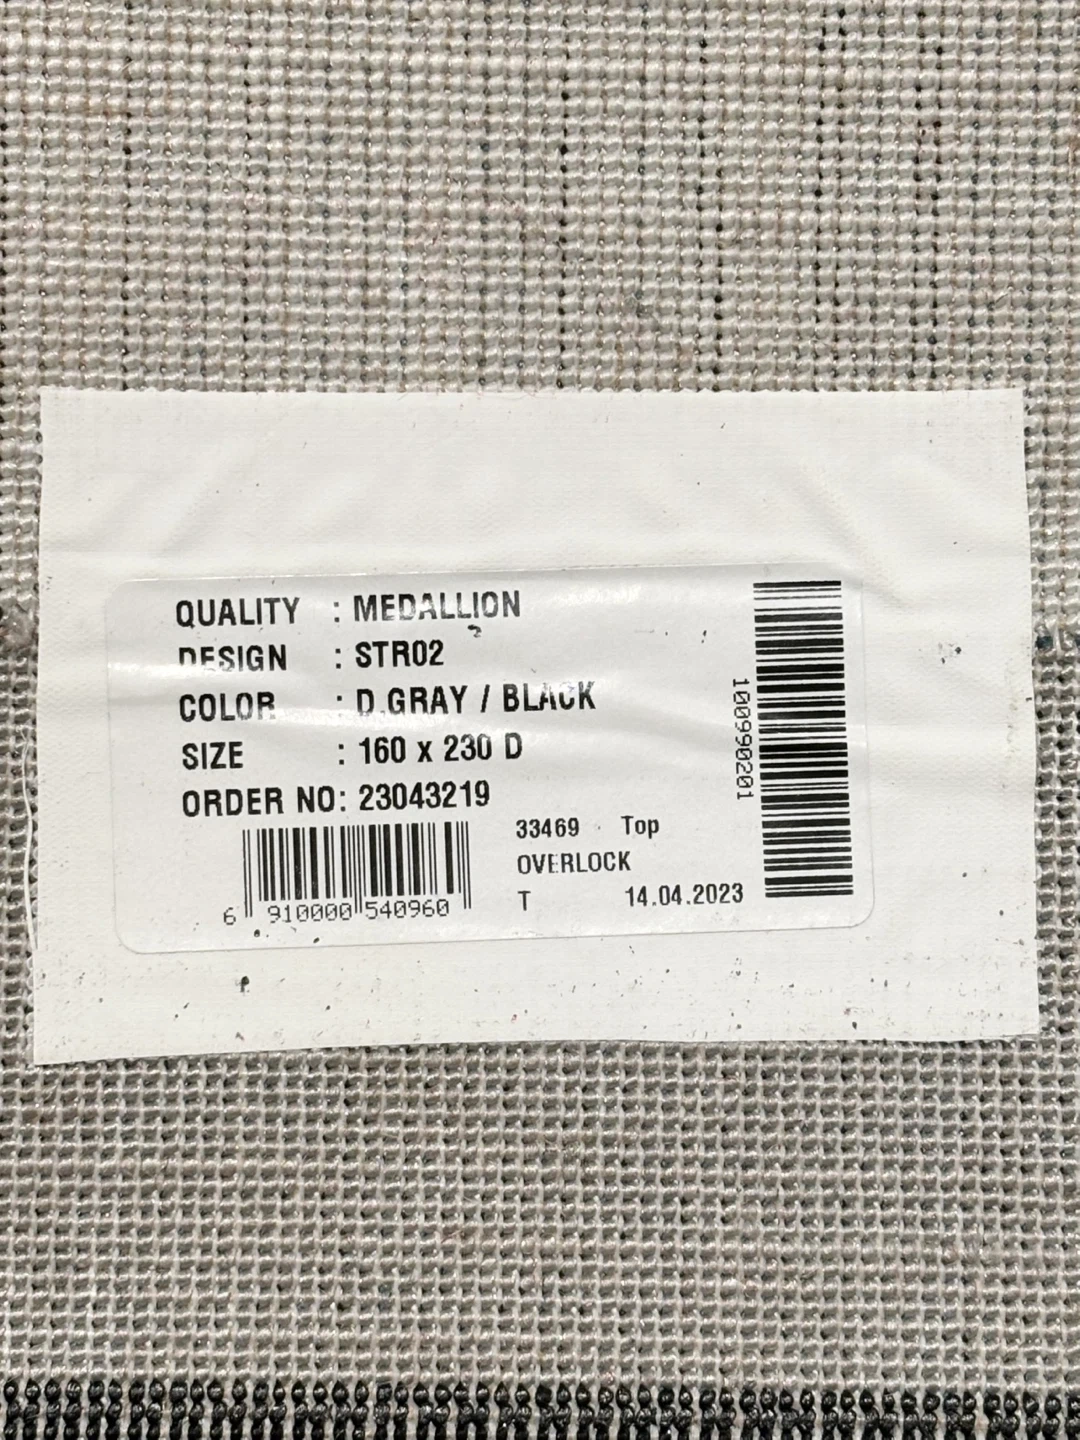 QUALITY : MEDALLION
DESIGN : STR02
COLOR : D.GRAY / BLACK
SIZE : 160 x 230 D
ORDER NO: 23043219
33469 Top
OVERLOCK
T 14.04.2023
6 910000 540960
100990201